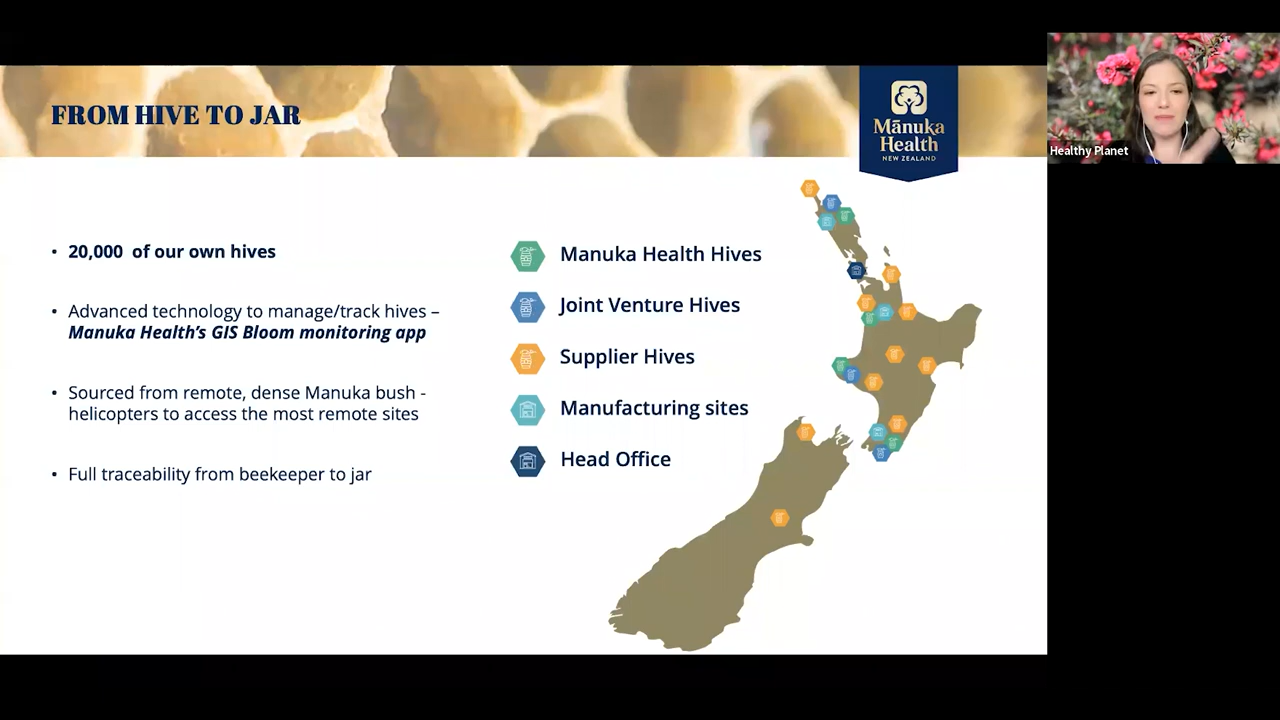 FROM HIVE TO JAR
Mānuka
Health
NEW ZEALAND
Healthy Planet
• 20,000 of our own hives
• Advanced technology to manage/track hives –
Manuka Health’s GIS Bloom monitoring app
• Sourced from remote, dense Manuka bush -
helicopters to access the most remote sites
• Full traceability from beekeeper to jar
Manuka Health Hives
Joint Venture Hives
Supplier Hives
Manufacturing sites
Head Office